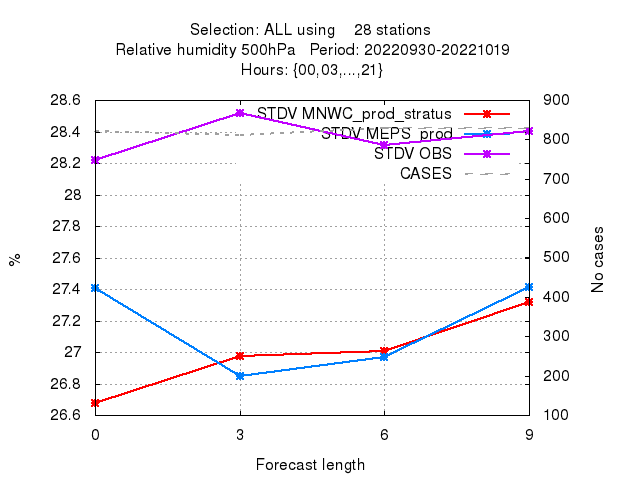 Selection: ALL using    28 stations
Relative humidity 500hPa   Period: 20220930-20221019
Hours: {00,03,...,21}
28.6
28.4
28.2
28
27.8
27.6
27.4
27.2
27
26.8
26.6
%
STDV MNWC_prod_stratus
STDV MEPS_prod
STDV OBS
CASES
900
800
700
600
500
400
300
200
100
No cases
0 3 6 9
Forecast length